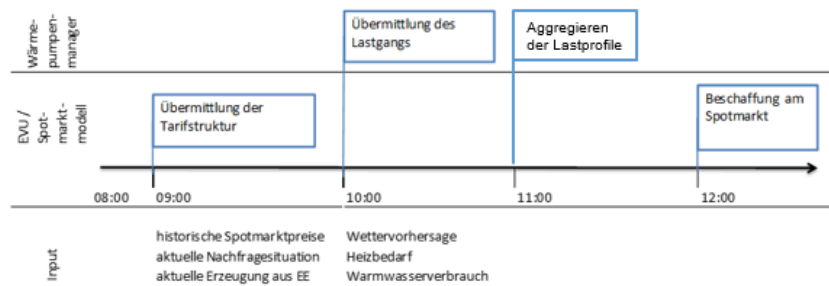 Wärme-
pumpen-
manager
Übermittlung des
Lastgangs
Aggregieren
der Lastprofile
EVU /
Spot-
markt-
modell
Übermittlung der
Tarifstruktur
Beschaffung am
Spotmarkt
08:00 09:00 10:00 11:00 12:00
Input
historische Spotmarktpreise
aktuelle Nachfragesituation
aktuelle Erzeugung aus EE
Wettervorhersage
Heizbedarf
Warmwasserverbrauch